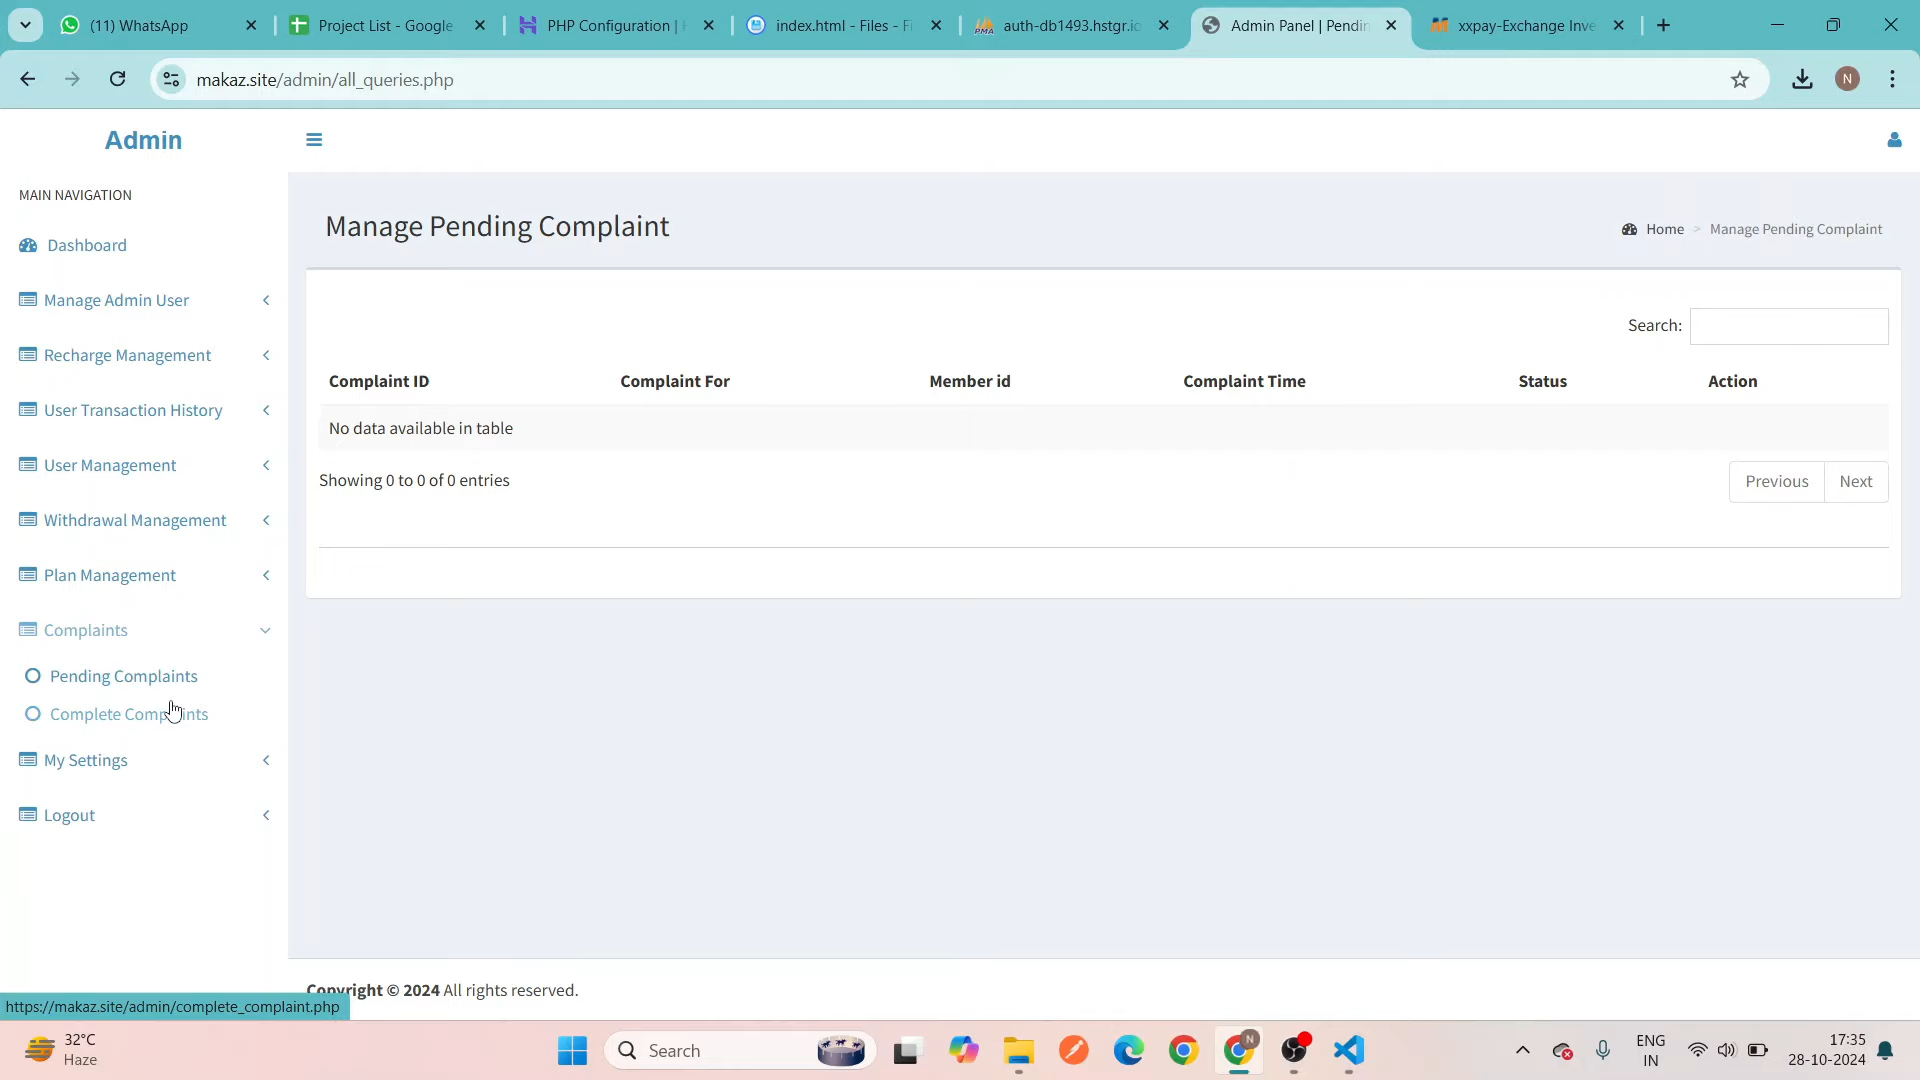 (11) WhatsApp
Project List - Google
PHP Configuration |
index.html - Files - Fi
auth-db1493.hstgr.io
Admin Panel | Pendin
xxpay-Exchange Inve
makaz.site/admin/all_queries.php
N
Admin
MAIN NAVIGATION
Dashboard
Manage Admin User
Recharge Management
User Transaction History
User Management
Withdrawal Management
Plan Management
Complaints
Pending Complaints
Complete Complaints
My Settings
Logout
Manage Pending Complaint
Home > Manage Pending Complaint
Search:
Complaint ID Complaint For Member id Complaint Time Status Action
No data available in table
Showing 0 to 0 of 0 entries
Previous Next
Copyright © 2024 All rights reserved.
https://makaz.site/admin/complete_complaint.php
32°C
Haze
Search
ENG
IN
17:35
28-10-2024